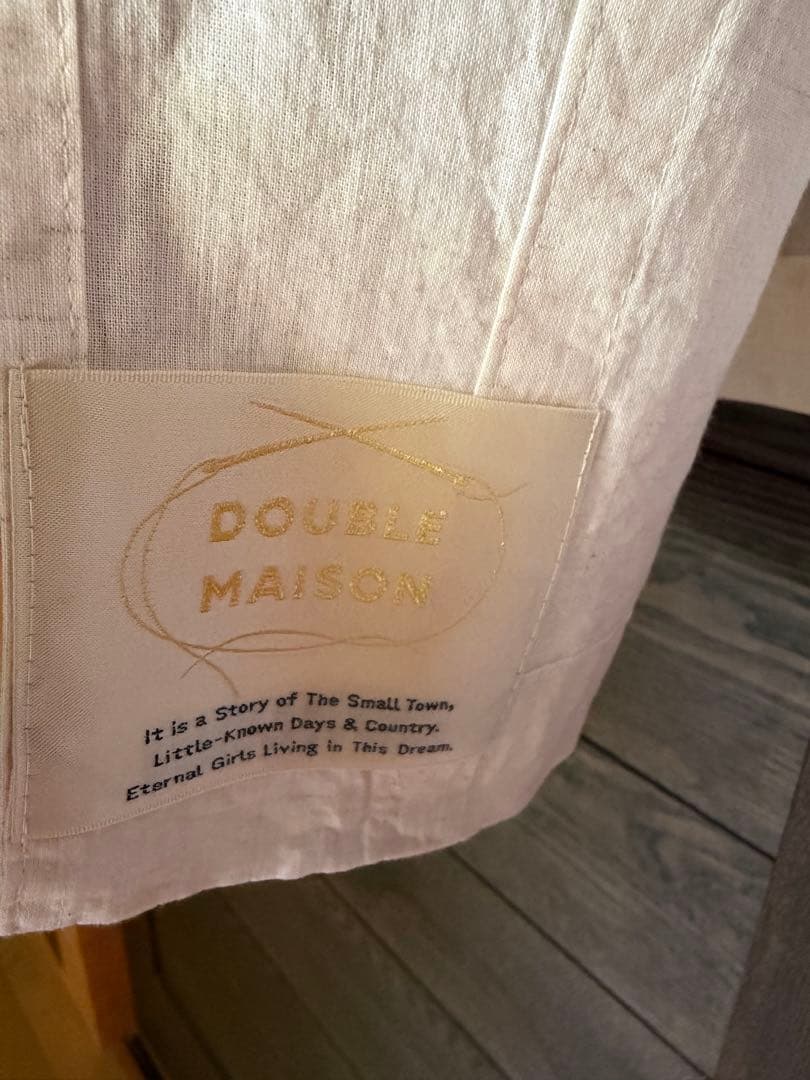 DOUBLE
MAISON
It is a Story of The Small Town,
Little-Known Days & Country.
Eternal Girls Living in This Dream.